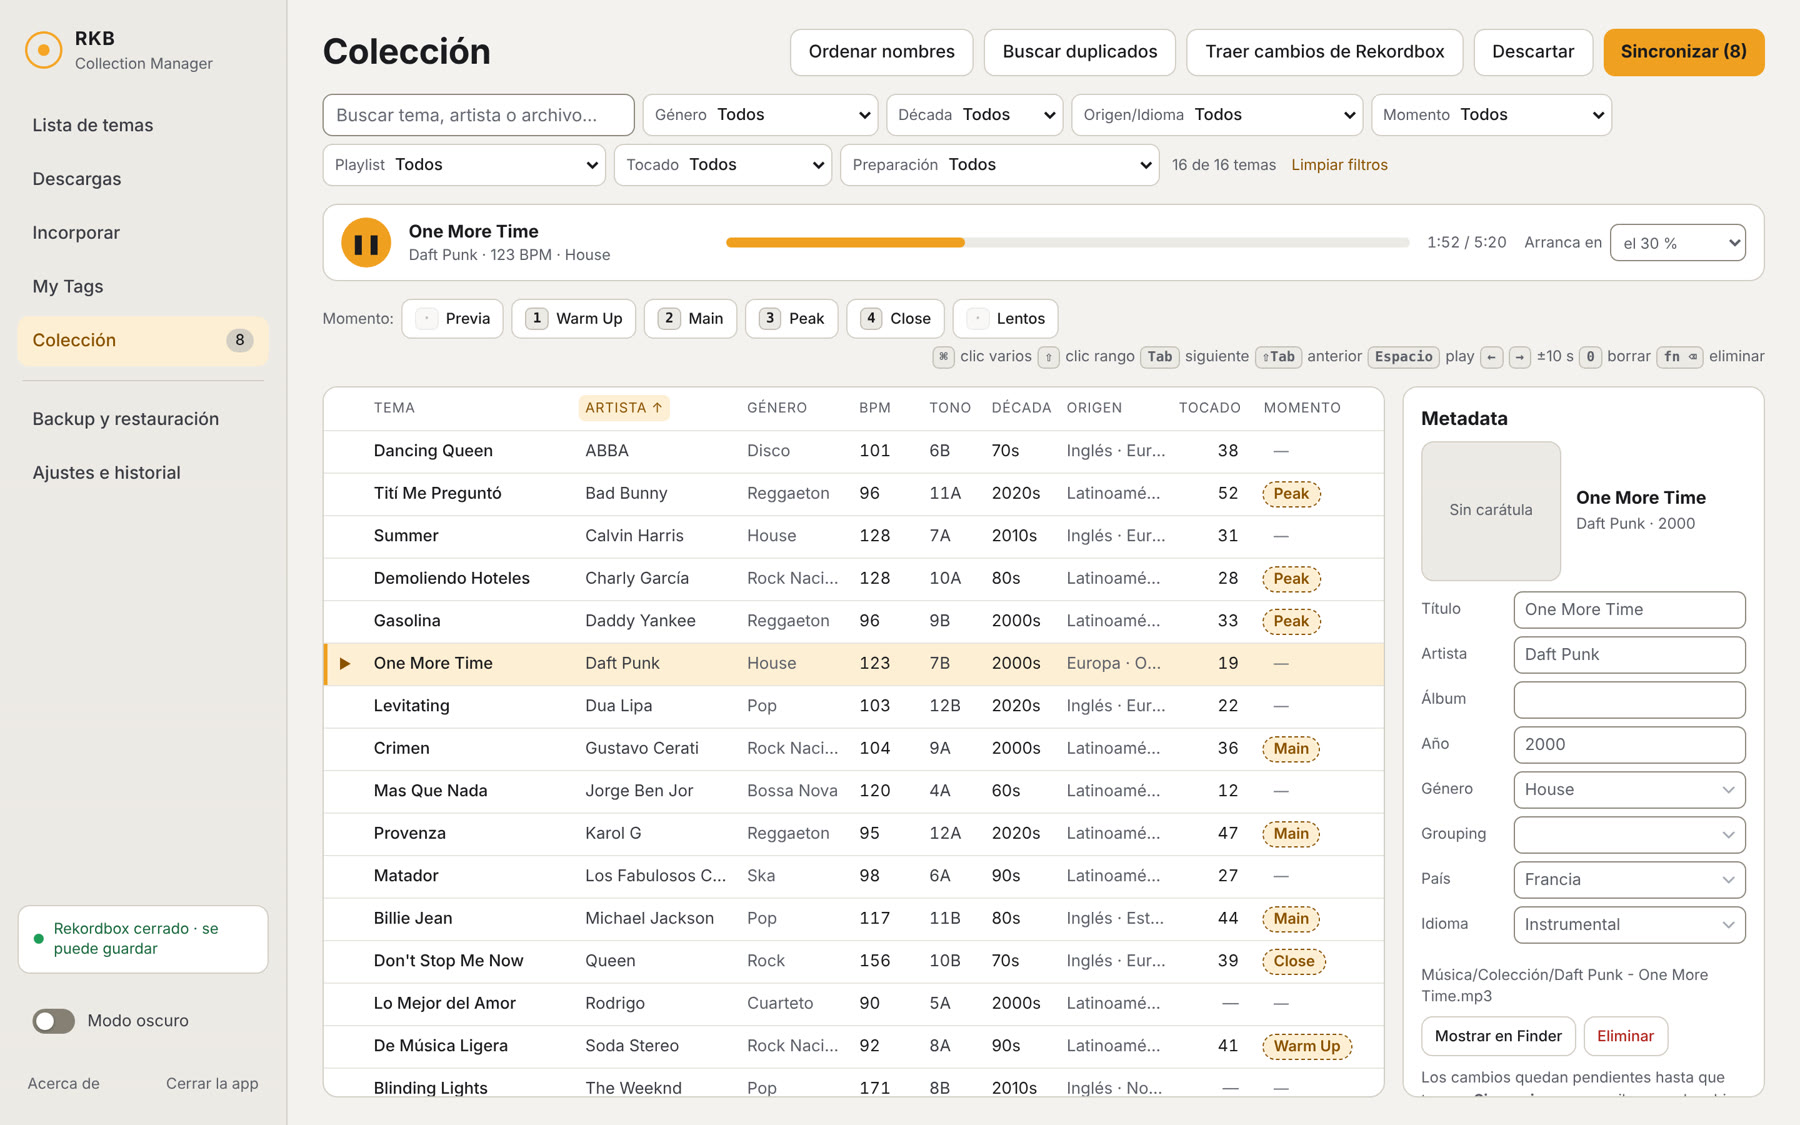 RKB
Collection Manager
Lista de temas
Descargas
Incorporar
My Tags
Colección 8
Backup y restauración
Ajustes e historial
Rekordbox cerrado · se
puede guardar
Modo oscuro
Acerca de Cerrar la app
Colección
Ordenar nombres Buscar duplicados Traer cambios de Rekordbox Descartar Sincronizar (8)
Buscar tema, artista o archivo... Género Todos Década Todos Origen/Idioma Todos Momento Todos
Playlist Todos Tocado Todos Preparación Todos 16 de 16 temas Limpiar filtros
One More Time
Daft Punk · 123 BPM · House
1:52 / 5:20 Arranca en el 30 %
Momento: · Previa 1 Warm Up 2 Main 3 Peak 4 Close · Lentos
⌘ clic varios ⇧ clic rango Tab siguiente ⇧Tab anterior Espacio play ← → ±10 s 0 borrar fn ⌫ eliminar
TEMA ARTISTA ↑ GÉNERO BPM TONO DÉCADA ORIGEN TOCADO MOMENTO
Dancing Queen ABBA Disco 101 6B 70s Inglés · Eur... 38 —
Tití Me Preguntó Bad Bunny Reggaeton 96 11A 2020s Latinoamé... 52 Peak
Summer Calvin Harris House 128 7A 2010s Inglés · Eur... 31 —
Demoliendo Hoteles Charly García Rock Naci... 128 10A 80s Latinoamé... 28 Peak
Gasolina Daddy Yankee Reggaeton 96 9B 2000s Latinoamé... 33 Peak
One More Time Daft Punk House 123 7B 2000s Europa · O... 19 —
Levitating Dua Lipa Pop 103 12B 2020s Inglés · Eur... 22 —
Crimen Gustavo Cerati Rock Naci... 104 9A 2000s Latinoamé... 36 Main
Mas Que Nada Jorge Ben Jor Bossa Nova 120 4A 60s Latinoamé... 12 —
Provenza Karol G Reggaeton 95 12A 2020s Latinoamé... 47 Main
Matador Los Fabulosos C... Ska 98 6A 90s Latinoamé... 27 —
Billie Jean Michael Jackson Pop 117 11B 80s Inglés · Est... 44 Main
Don't Stop Me Now Queen Rock 156 10B 70s Inglés · Eur... 39 Close
Lo Mejor del Amor Rodrigo Cuarteto 90 5A 2000s Latinoamé... — —
De Música Ligera Soda Stereo Rock Naci... 92 8A 90s Latinoamé... 41 Warm Up
Blinding Lights The Weeknd Pop 171 8B 2010s Inglés · No... — —
Metadata
Sin carátula
One More Time
Daft Punk · 2000
Título One More Time
Artista Daft Punk
Álbum
Año 2000
Género House
Grouping
País Francia
Idioma Instrumental
Música/Colección/Daft Punk - One More
Time.mp3
Mostrar en Finder Eliminar
Los cambios quedan pendientes hasta que